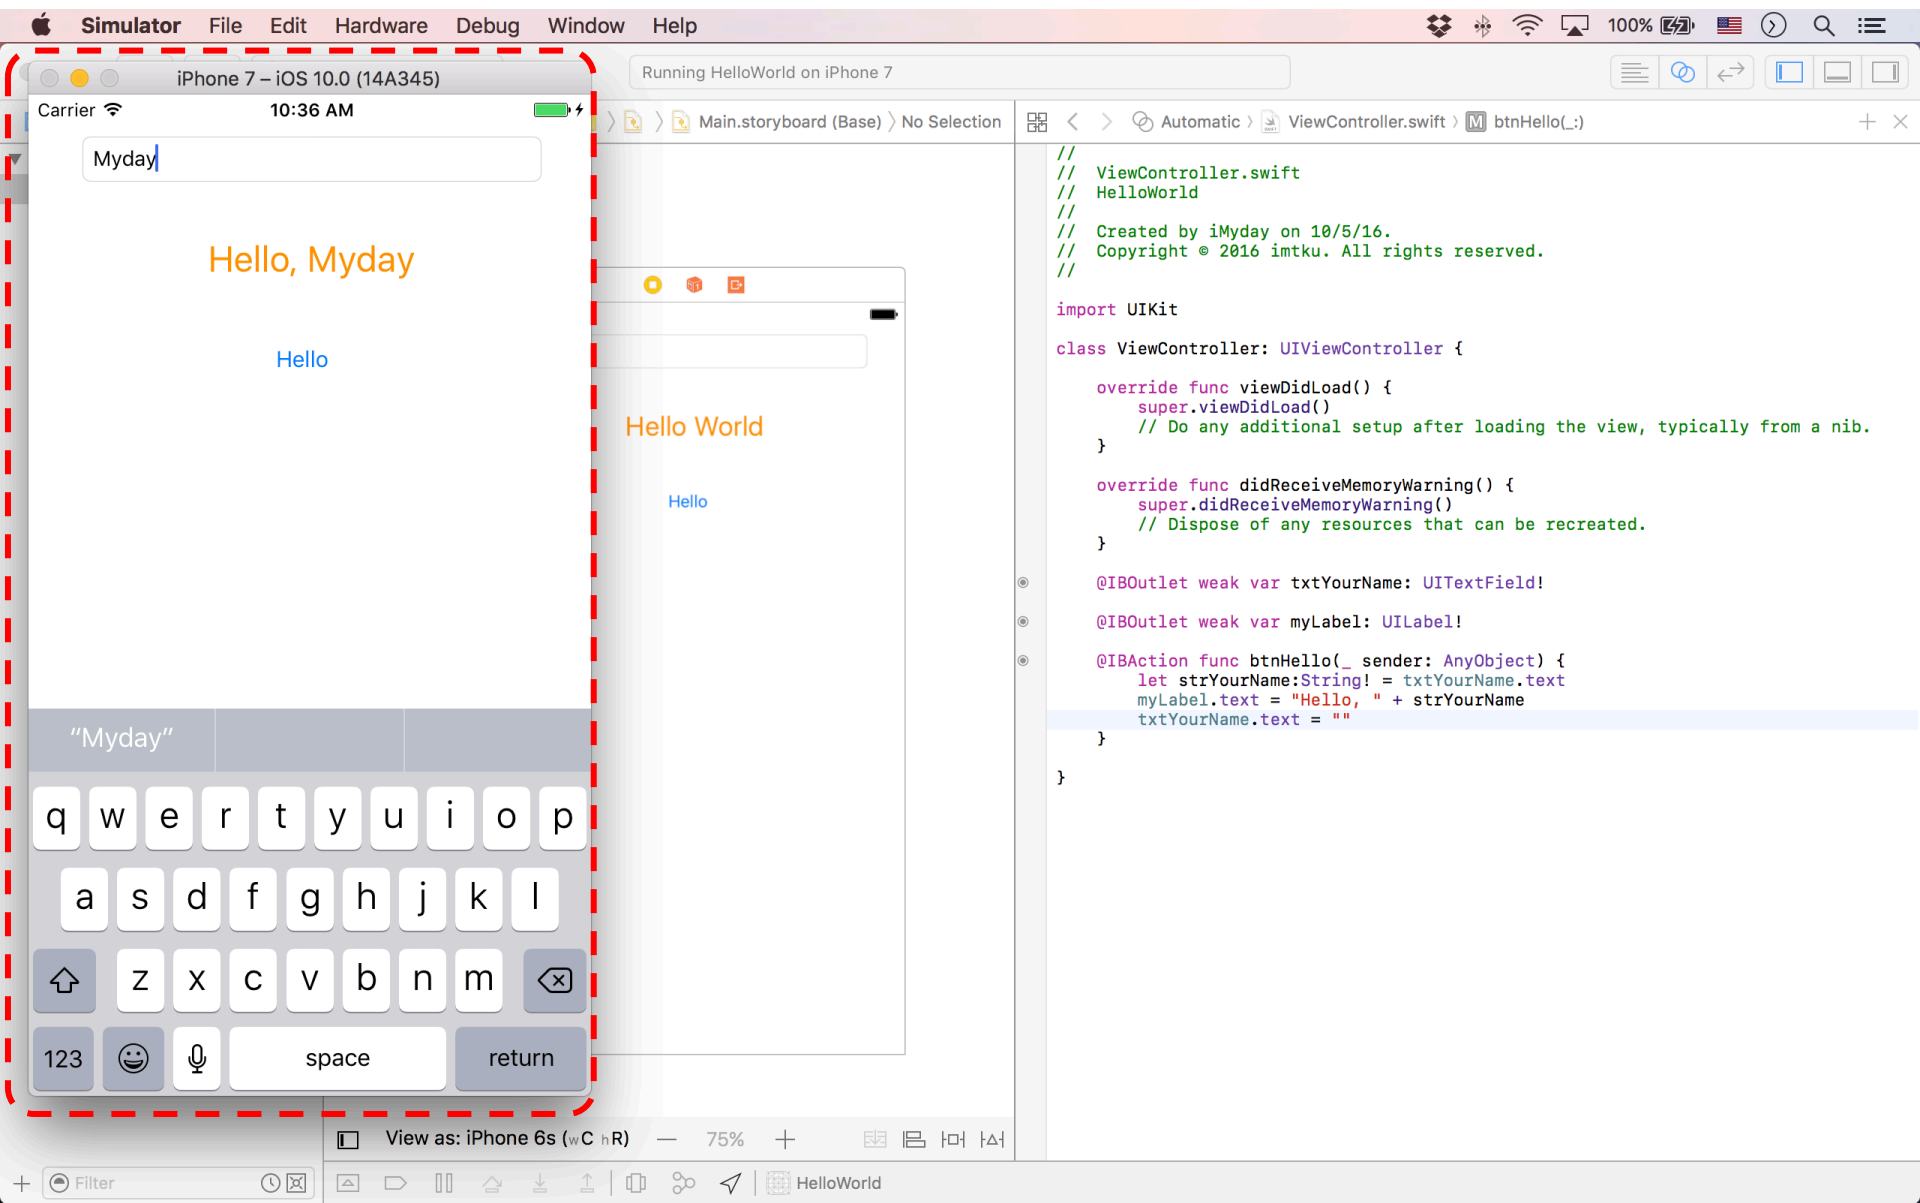 Simulator File Edit Hardware Debug Window Help 100%
iPhone 7 – iOS 10.0 (14A345)
Running HelloWorld on iPhone 7
Carrier 10:36 AM
Main.storyboard (Base) No Selection
Automatic ViewController.swift M btnHello(_:)
Myday
Hello, Myday
Hello
“Myday”
q w e r t y u i o p
a s d f g h j k l
z x c v b n m
123 space return
Hello World
Hello
//
// ViewController.swift
// HelloWorld
//
// Created by iMyday on 10/5/16.
// Copyright © 2016 imtku. All rights reserved.
//
import UIKit
class ViewController: UIViewController {
override func viewDidLoad() {
super.viewDidLoad()
// Do any additional setup after loading the view, typically from a nib.
}
override func didReceiveMemoryWarning() {
super.didReceiveMemoryWarning()
// Dispose of any resources that can be recreated.
}
@IBOutlet weak var txtYourName: UITextField!
@IBOutlet weak var myLabel: UILabel!
@IBAction func btnHello(_ sender: AnyObject) {
let strYourName:String! = txtYourName.text
myLabel.text = "Hello, " + strYourName
txtYourName.text = ""
}
}
View as: iPhone 6s (wC hR) — 75% +
Filter
HelloWorld